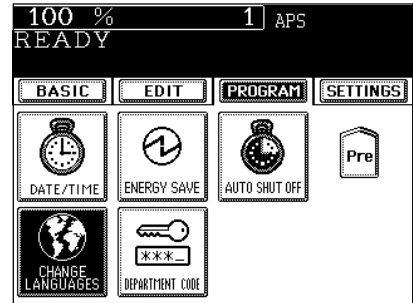 100 % 1 APS
READY
BASIC EDIT PROGRAM SETTINGS
DATE/TIME ENERGY SAVE AUTO SHUT OFF Pre
***_
CHANGE
LANGUAGES DEPARTMENT CODE